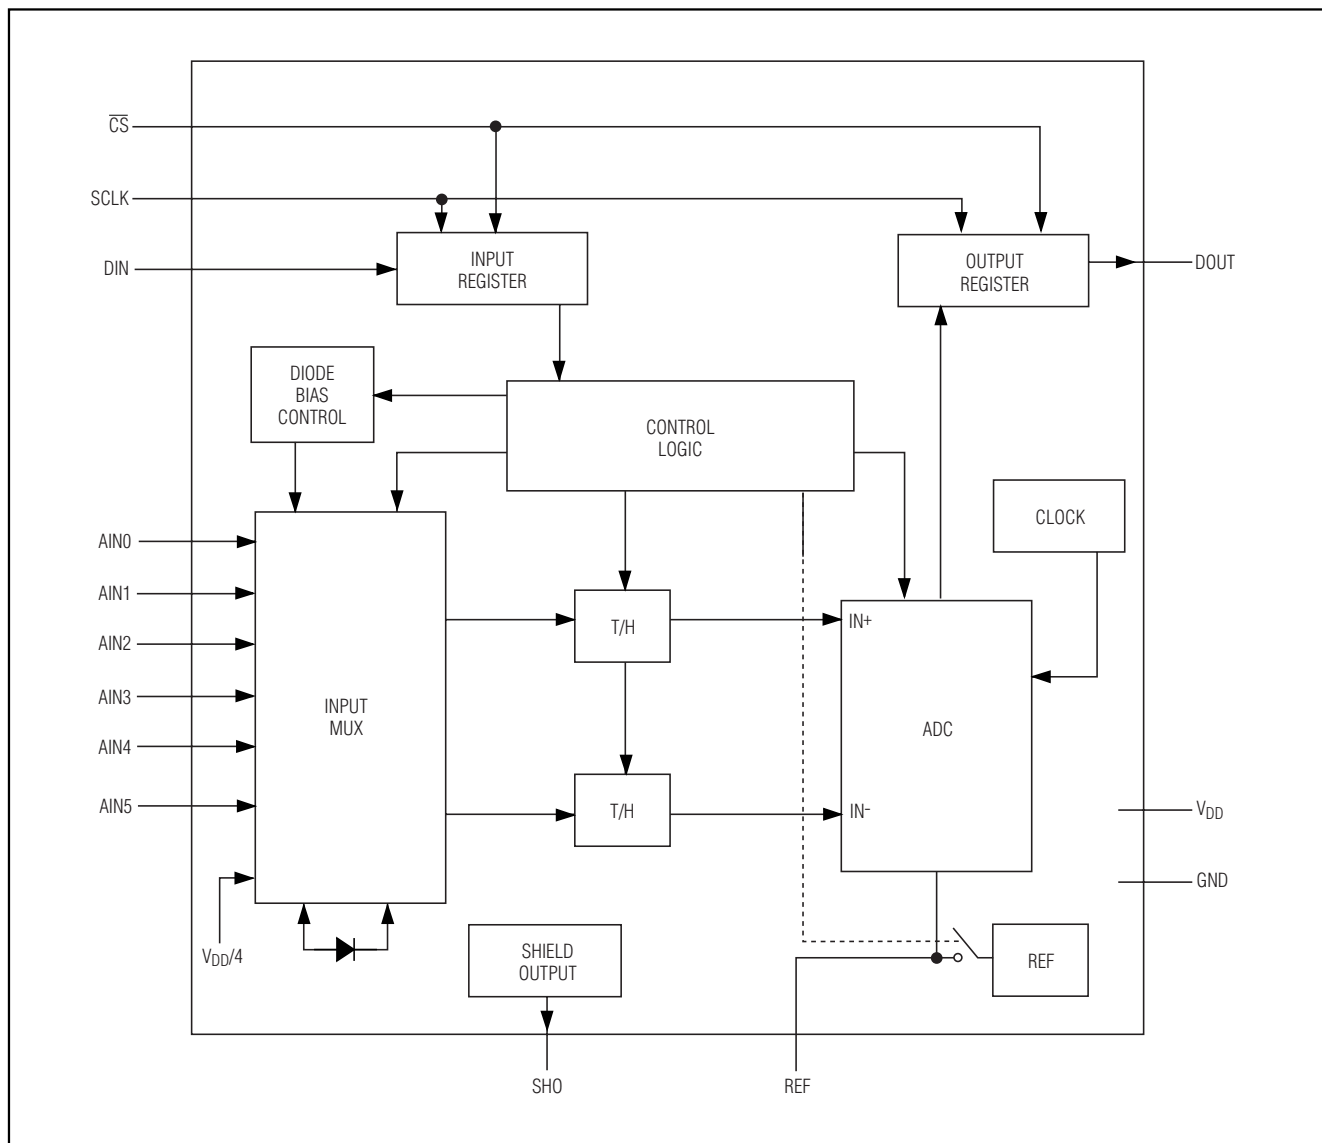 CS
SCLK
DIN
INPUT
REGISTER
OUTPUT
REGISTER
DOUT
DIODE
BIAS
CONTROL
CONTROL
LOGIC
CLOCK
AIN0
AIN1
AIN2
AIN3
AIN4
AIN5
INPUT
MUX
T/H
T/H
IN+
IN-
ADC
VDD
GND
VDD/4
SHIELD
OUTPUT
REF
SHO
REF